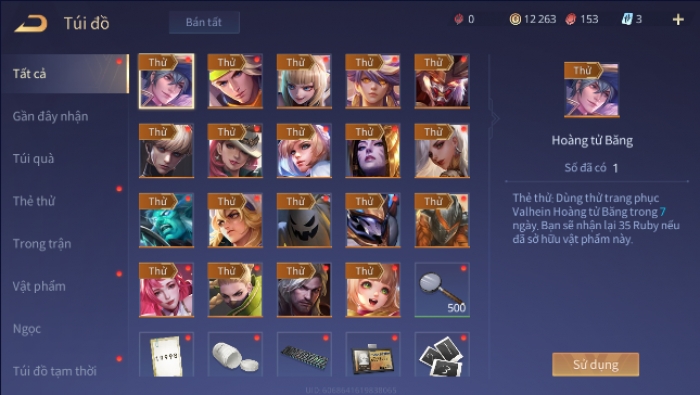 Túi đồ
Bán tất
0
12 263
153
3
Tất cả
Gần đây nhận
Túi quà
Thẻ thử
Trong trận
Vật phẩm
Ngọc
Túi đồ tạm thời
Thử Thử Thử Thử Thử
Thử Thử Thử Thử Thử
Thử Thử Thử Thử Thử
Thử Thử Thử Thử
500
Thử
Hoàng tử Băng
Số đã có 1
Thẻ thử: Dùng thử trang phục
Valhein Hoàng tử Băng trong 7
ngày. Bạn sẽ nhận lại 35 Ruby nếu
đã sở hữu vật phẩm này.
Sử dụng